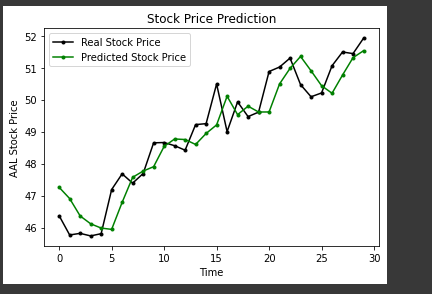 Stock Price Prediction
Real Stock Price
Predicted Stock Price
AAL Stock Price
52
51
50
49
48
47
46
0 5 10 15 20 25 30
Time